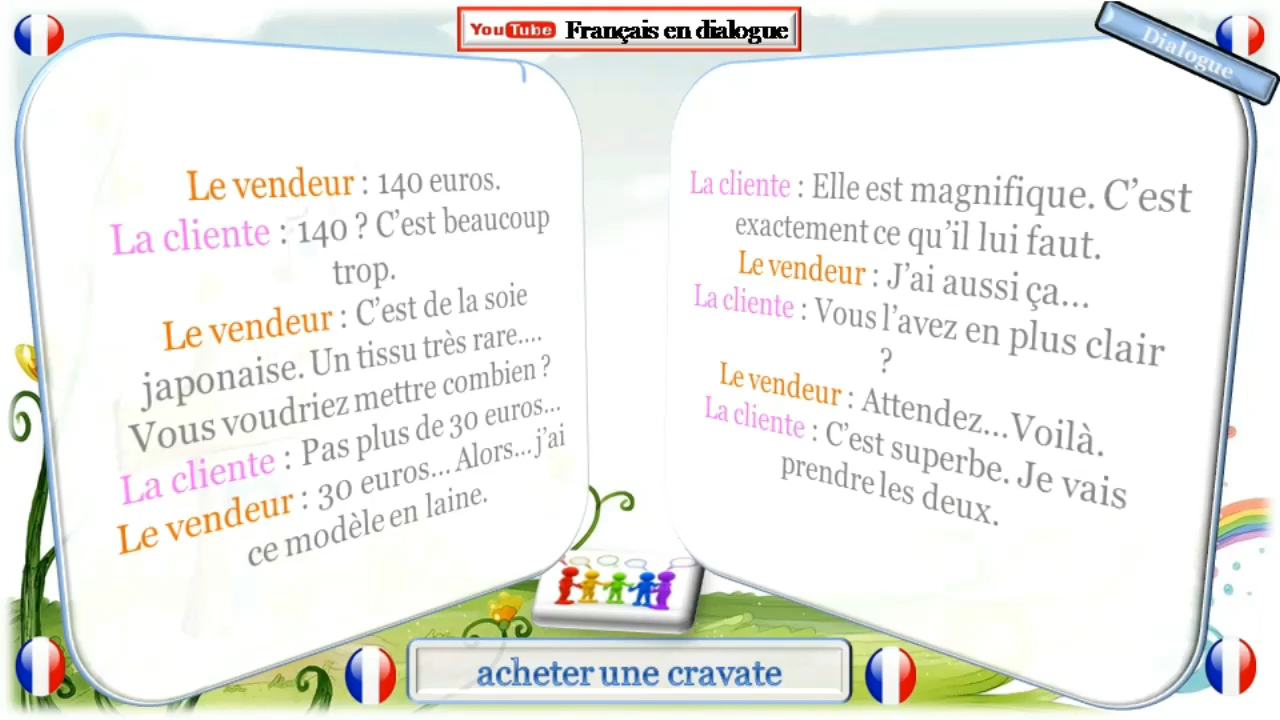 YouTube Français en dialogue
Dialogue
Le vendeur : 140 euros.
La cliente : 140 ? C’est beaucoup
trop.
Le vendeur : C’est de la soie
japonaise. Un tissu très rare....
Vous voudriez mettre combien ?
La cliente : Pas plus de 30 euros...
Le vendeur : 30 euros... Alors...j’ai
ce modèle en laine.
La cliente : Elle est magnifique. C’est
exactement ce qu’il lui faut.
Le vendeur : J’ai aussi ça...
La cliente : Vous l’avez en plus clair
?
Le vendeur : Attendez...Voilà.
La cliente : C’est superbe. Je vais
prendre les deux.
acheter une cravate